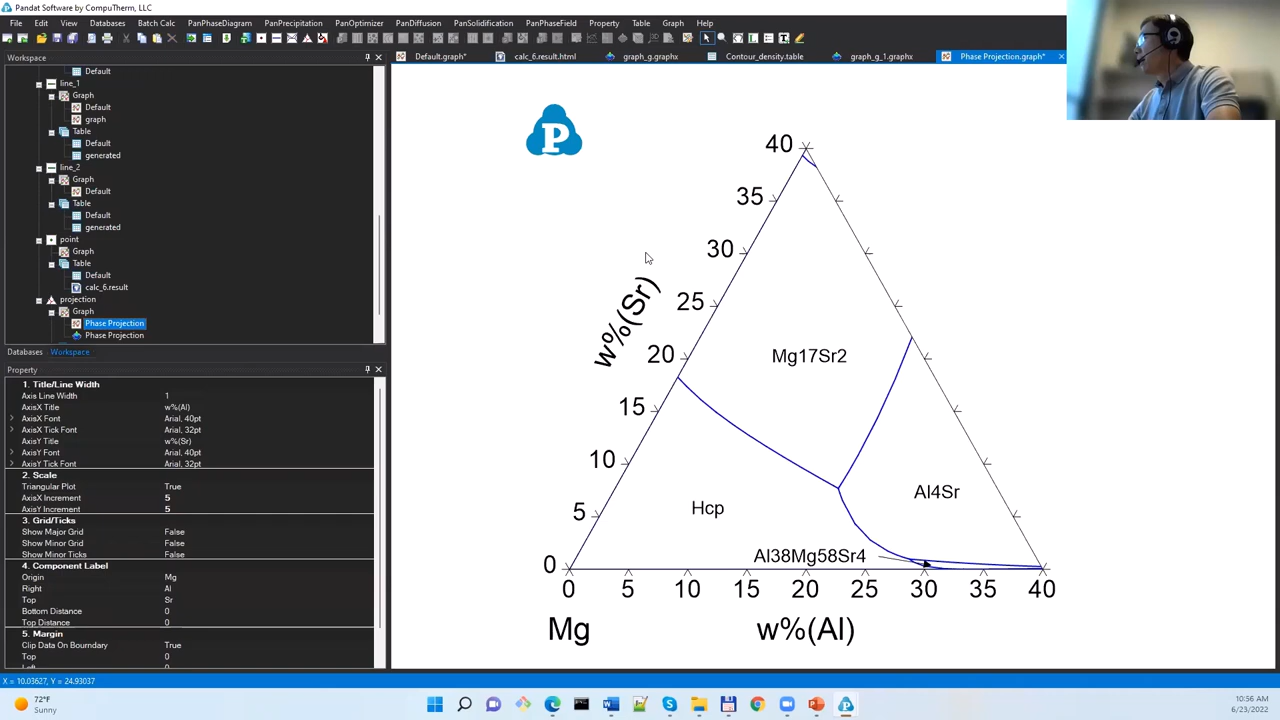 Pandat Software by CompuTherm, LLC
File Edit View Databases Batch Calc PanPhaseDiagram PanPrecipitation PanOptimizer PanDiffusion PanSolidification PanPhaseField Property Table Graph Help
Workspace
Default.graph* calc_6.result.html graph_g.graphx Contour_density.table graph_g_1.graphx Phase Projection.graph*
Default
line_1
Graph
Default
graph
Table
Default
generated
line_2
Graph
Default
Table
Default
generated
point
Graph
Table
Default
calc_6.result
projection
Graph
Phase Projection
Phase Projection
Databases Workspace
Property
1. Title/Line Width
Axis Line Width 1
AxisX Title w%(Al)
AxisX Font Arial, 40pt
AxisX Tick Font Arial, 32pt
AxisY Title w%(Sr)
AxisY Font Arial, 40pt
AxisY Tick Font Arial, 32pt
2. Scale
Triangular Plot True
AxisX Increment 5
AxisY Increment 5
3. Grid/Ticks
Show Major Grid False
Show Minor Grid False
Show Minor Ticks False
4. Component Label
Origin Mg
Right Al
Top Sr
Bottom Distance 0
Top Distance 0
5. Margin
Clip Data On Boundary True
Top 0
Left 0
P
40
35
30
25
20
15
10
5
0
w%(Sr)
Mg17Sr2
Al4Sr
Hcp
Al38Mg58Sr4
0 5 10 15 20 25 30 35 40
Mg w%(Al)
X = 10.03627, Y = 24.93037
72°F
Sunny
10:56 AM
6/23/2022